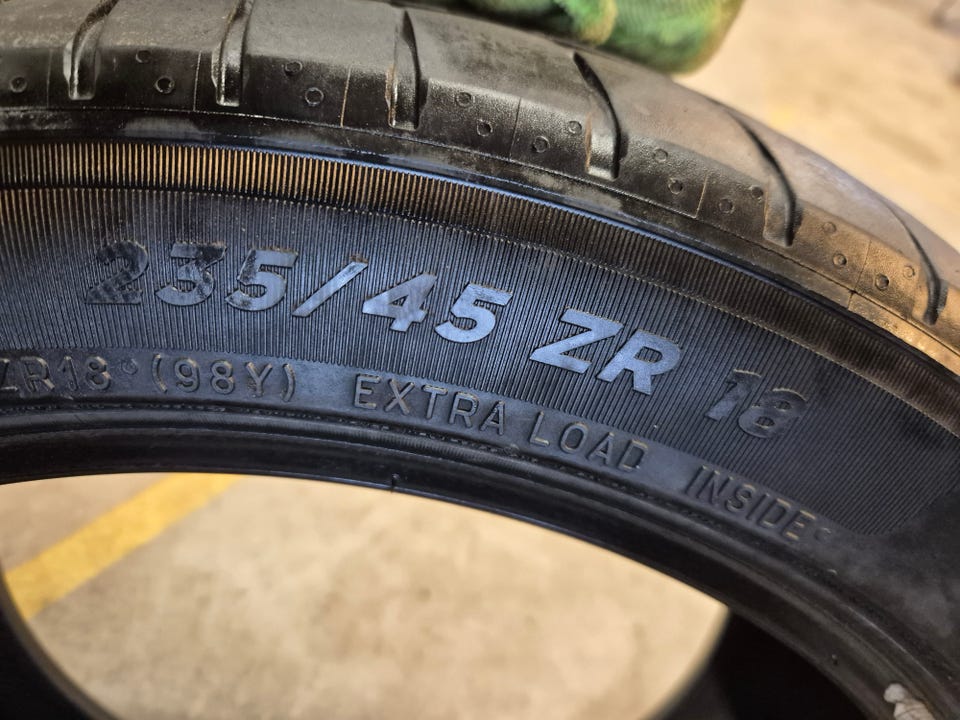 235/45 ZR 18
ZR18 (98Y) EXTRA LOAD INSIDE